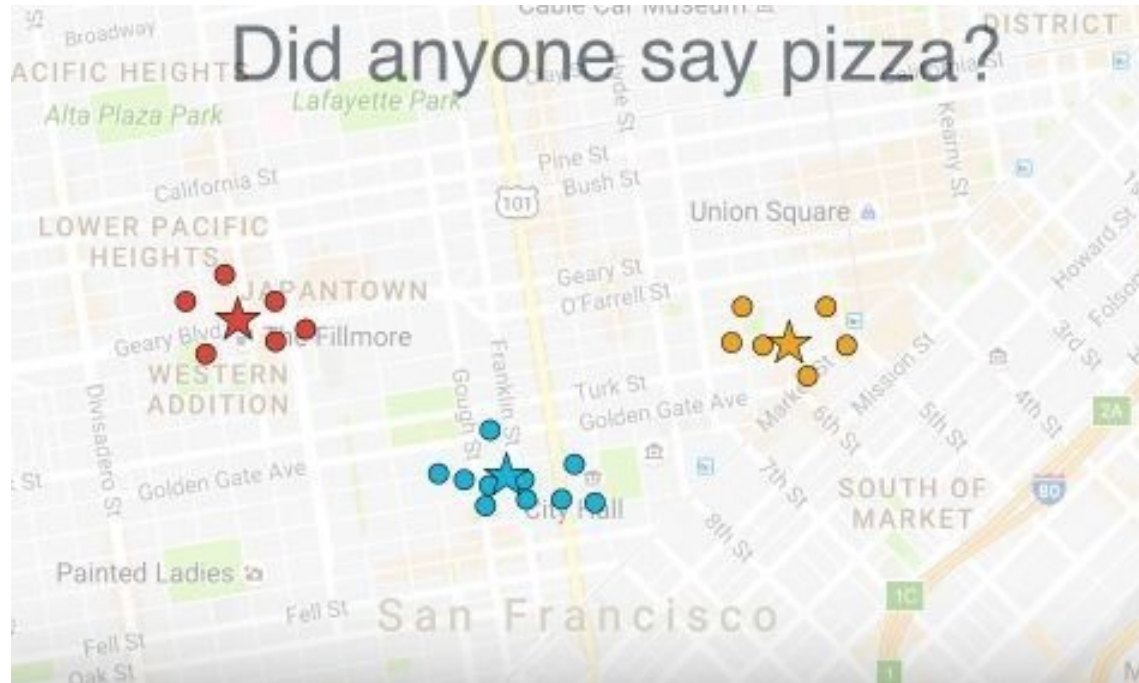 Cable Car Museum
DISTRICT
Broadway
Did anyone say pizza?
PACIFIC HEIGHTS
Clay St
California St
Alta Plaza Park
Lafayette Park
Hyde St
Kearny St
Pine St
Bush St
California St
101
Union Square
LOWER PACIFIC
HEIGHTS
Howard St
Folsom
Geary St
O'Farrell St
JAPANTOWN
Geary Blvd
The Fillmore
3rd St
Mission St
Market St
WESTERN
ADDITION
Franklin St
Gough St
Turk St
Golden Gate Ave
6th St
5th St
4th St
2A
Divisadero St
St
Golden Gate Ave
7th St
SOUTH OF
MARKET
80
City Hall
8th St
Painted Ladies
1C
Fell St
San Francisco
Fell St
Oak St
1